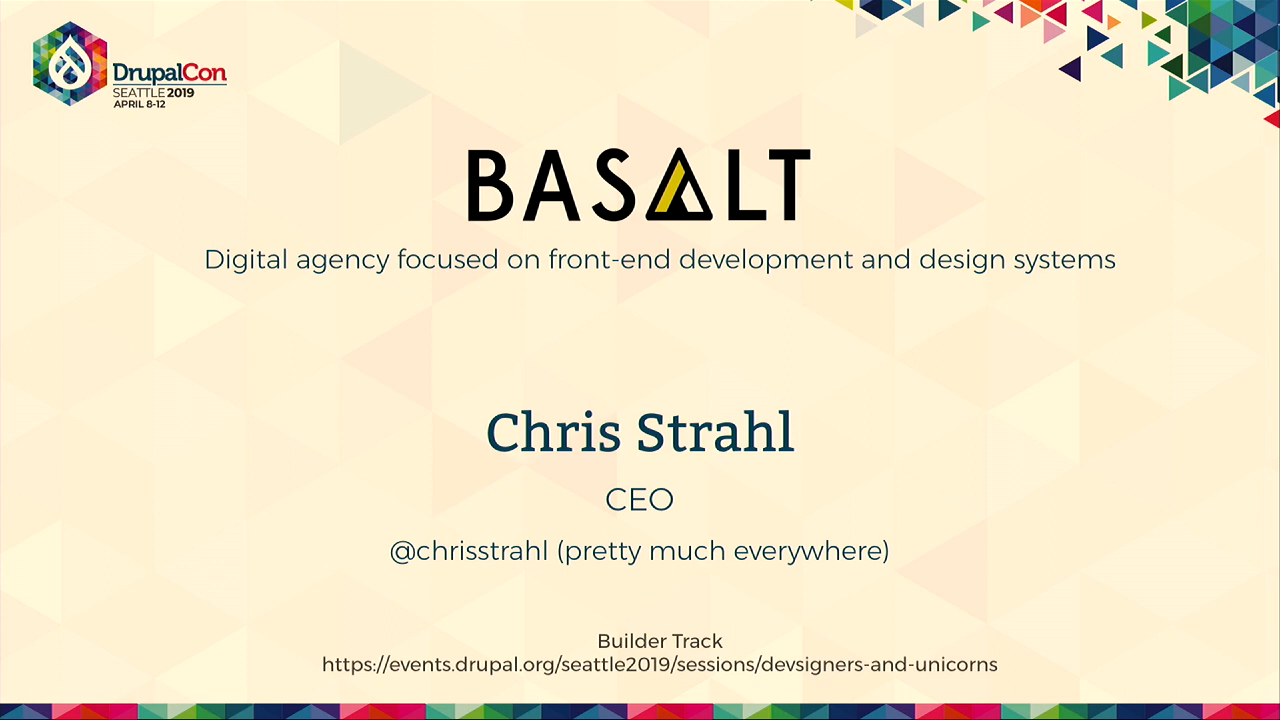 DrupalCon
SEATTLE 2019
APRIL 8-12
BASALT
Digital agency focused on front-end development and design systems
Chris Strahl
CEO
@chrisstrahl (pretty much everywhere)
Builder Track
https://events.drupal.org/seattle2019/sessions/devsigners-and-unicorns